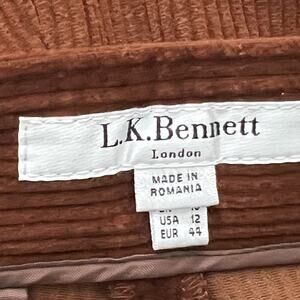 L.K.Bennett
London
MADE IN
ROMANIA
USA 12
EUR 44